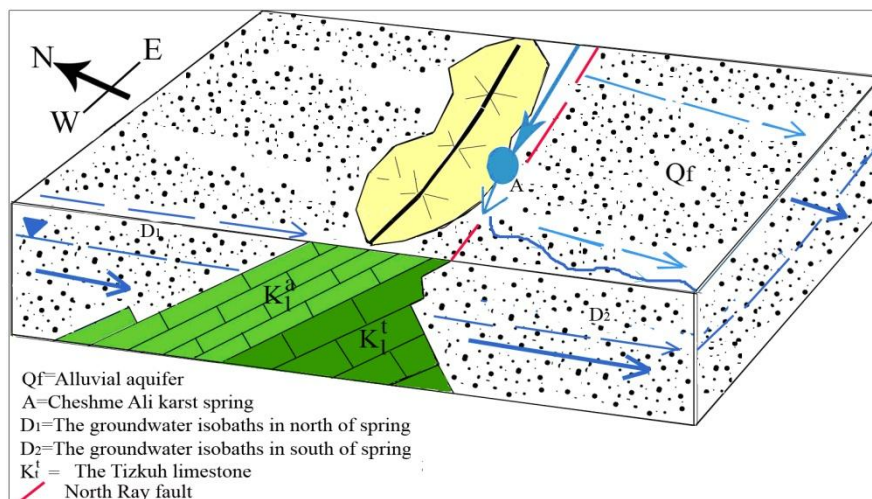 N
E
W
A
Qf
D1
D2
K1a
K1t
Qf=Alluvial aquifer
A=Cheshme Ali karst spring
D1=The groundwater isobaths in north of spring
D2=The groundwater isobaths in south of spring
K1t = The Tizkuh limestone
North Ray fault